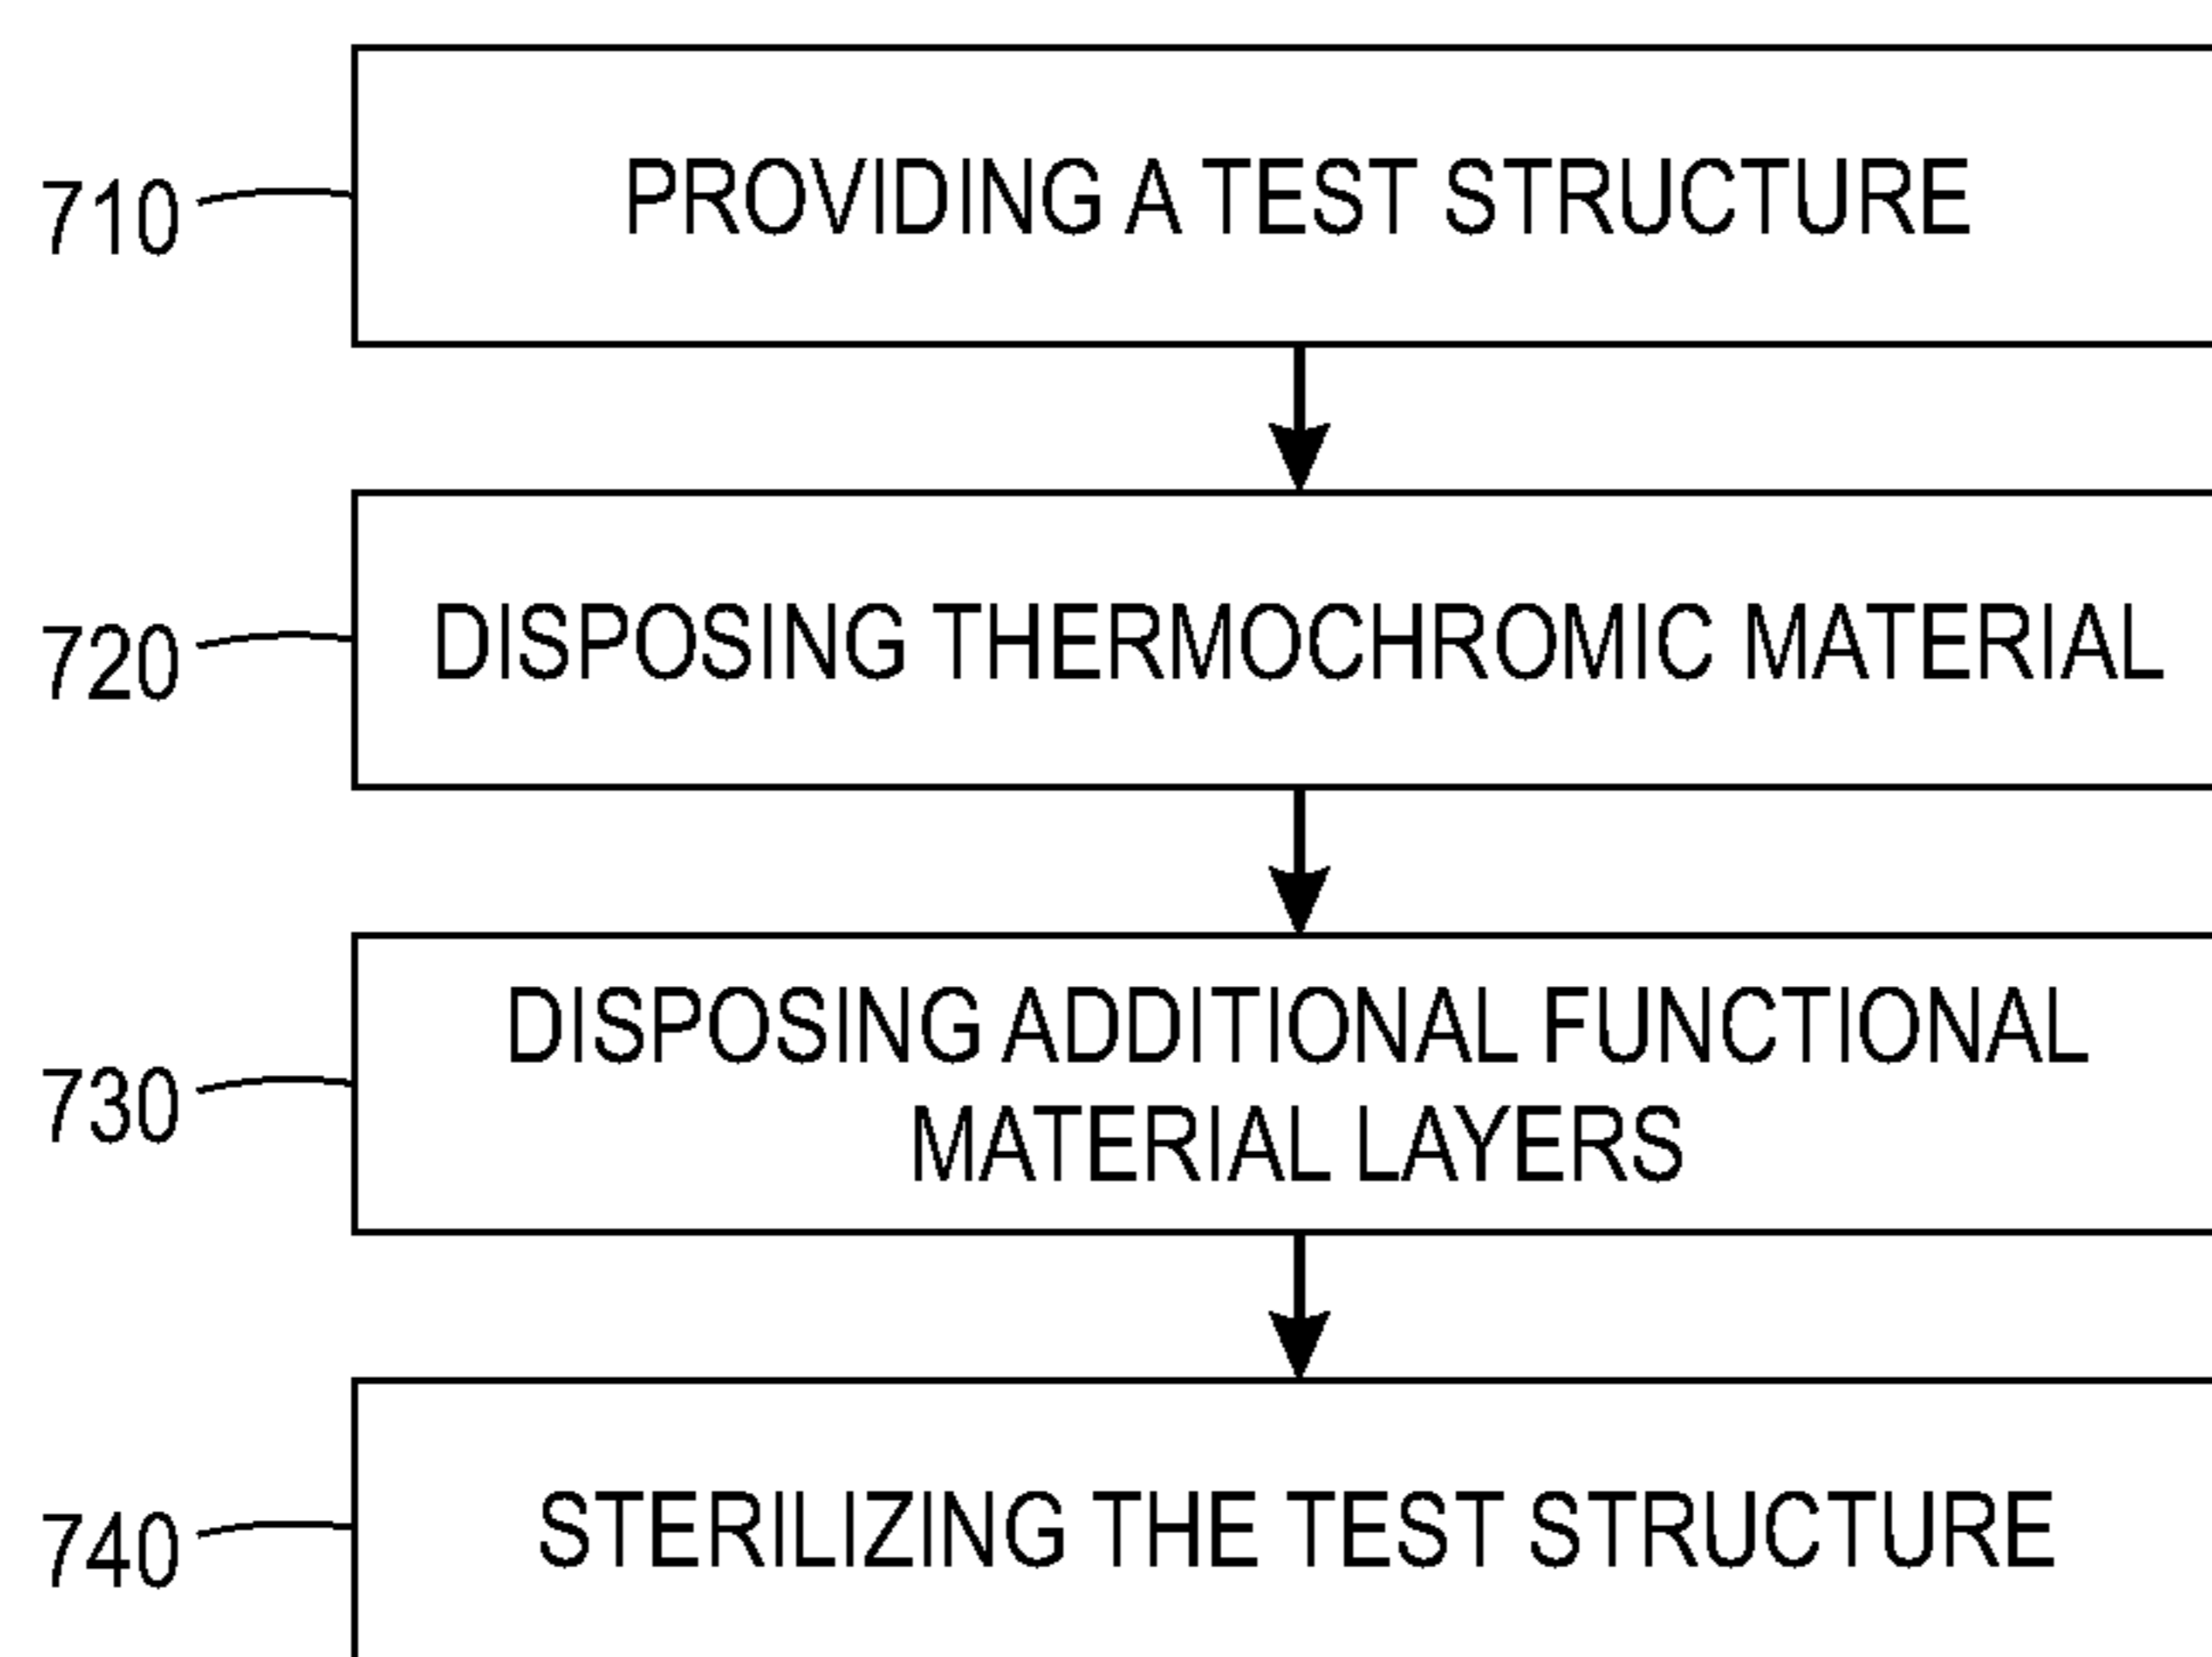 710
PROVIDING A TEST STRUCTURE
720
DISPOSING THERMOCHROMIC MATERIAL
730
DISPOSING ADDITIONAL FUNCTIONAL
MATERIAL LAYERS
740
STERILIZING THE TEST STRUCTURE